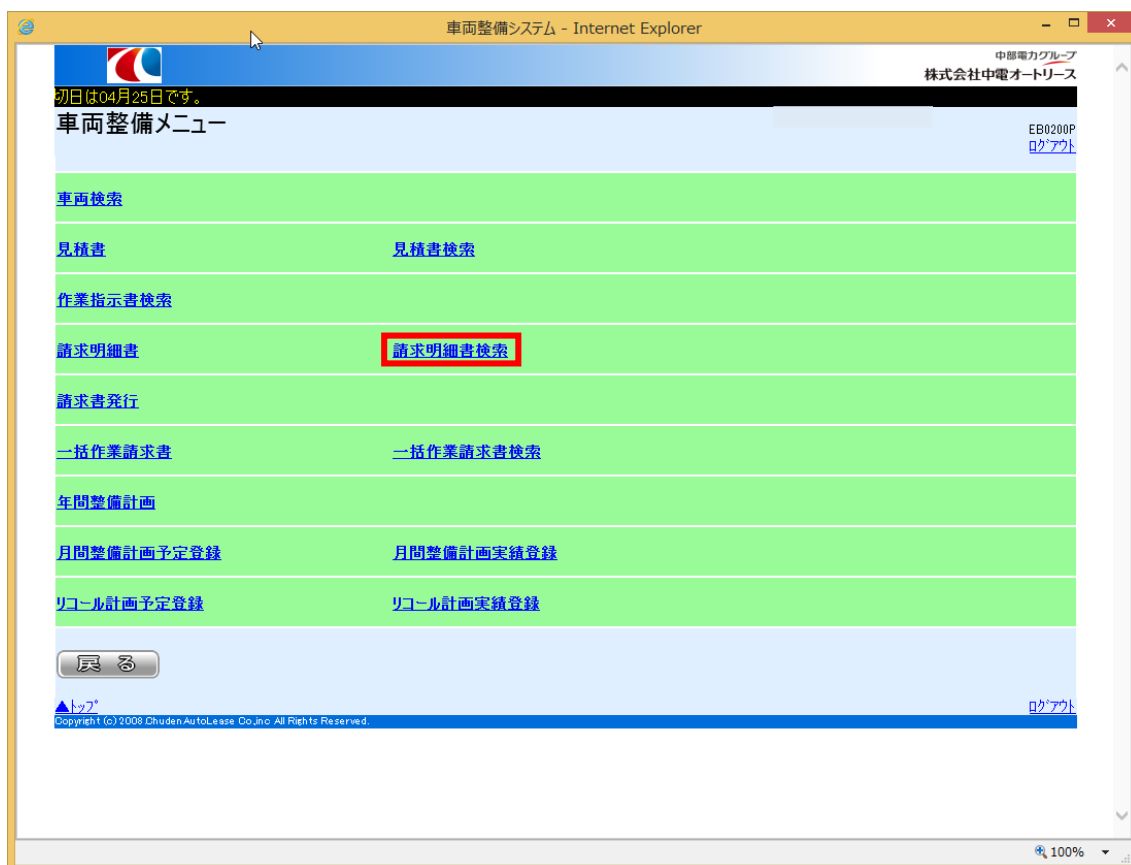 車両整備システム - Internet Explorer
中部電力グループ
株式会社中電オートリース
切日は04月25日です。
車両整備メニュー
EB0200P
ログアウト
車両検索
見積書 見積書検索
作業指示書検索
請求明細書 請求明細書検索
請求書発行
一括作業請求書 一括作業請求書検索
年間整備計画
月間整備計画予定登録 月間整備計画実績登録
リコール計画予定登録 リコール計画実績登録
戻る
▲トップ ログアウト
Copyright (c) 2008 Chuden AutoLease Co,inc All Rights Reserved.
100%